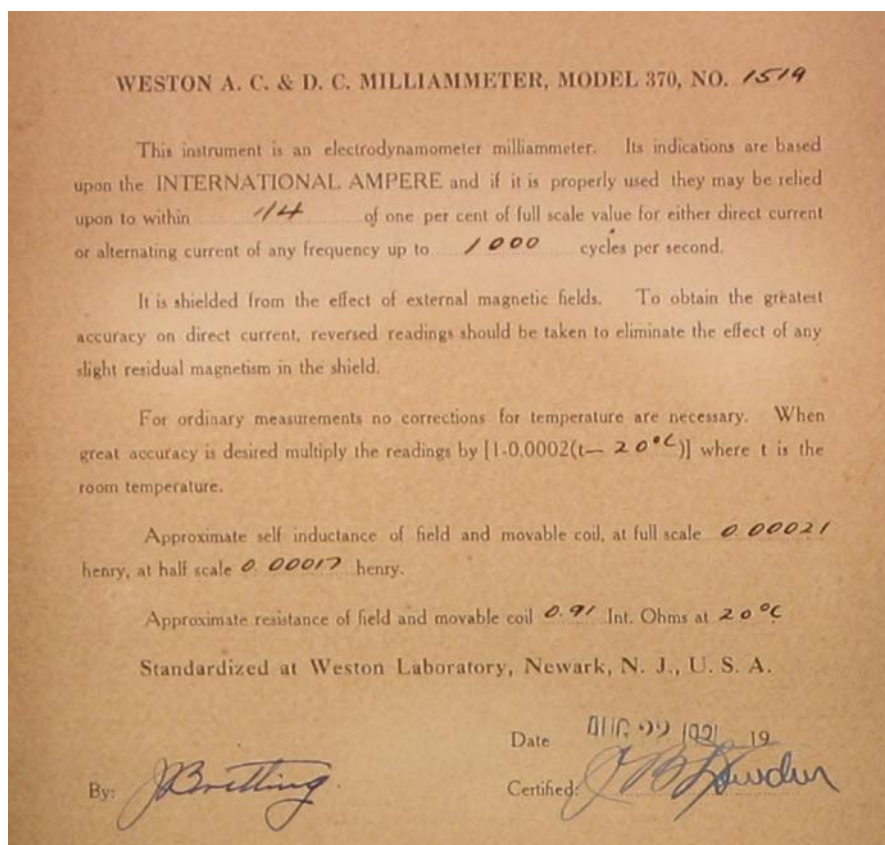 WESTON A. C. & D. C. MILLIAMMETER, MODEL 370, NO. 1519
This instrument is an electrodynamometer milliammeter. Its indications are based
upon the INTERNATIONAL AMPERE and if it is properly used they may be relied
upon to within 1/4 of one per cent of full scale value for either direct current
or alternating current of any frequency up to 1000 cycles per second.
It is shielded from the effect of external magnetic fields. To obtain the greatest
accuracy on direct current, reversed readings should be taken to eliminate the effect of any
slight residual magnetism in the shield.
For ordinary measurements no corrections for temperature are necessary. When
great accuracy is desired multiply the readings by [1-0.0002(t— 20°C)] where t is the
room temperature.
Approximate self inductance of field and movable coil, at full scale 0.00021
henry, at half scale 0.00017 henry.
Approximate resistance of field and movable coil 0.91 Int. Ohms at 20°C
Standardized at Weston Laboratory, Newark, N. J., U. S. A.
Date AUG 22 1921 19
By: J Britting Certified: